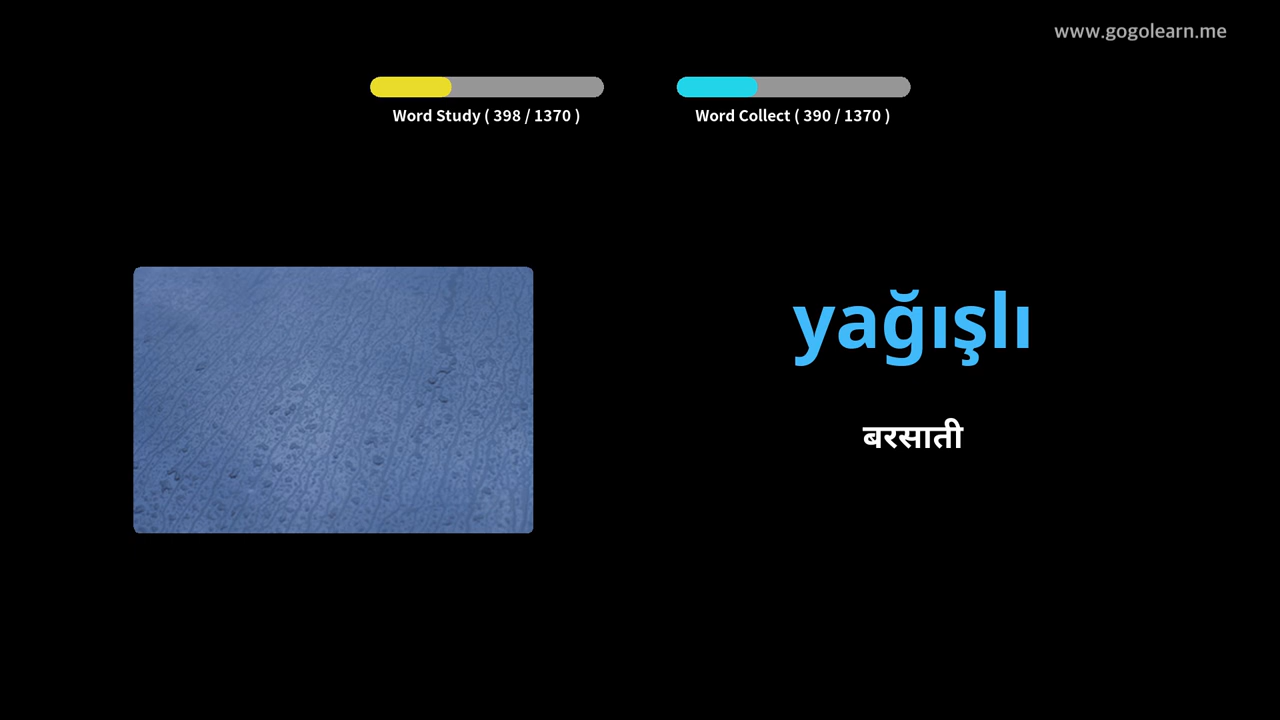 www.gogolearn.me
Word Study ( 398 / 1370 )
Word Collect ( 390 / 1370 )
yağışlı
बरसाती